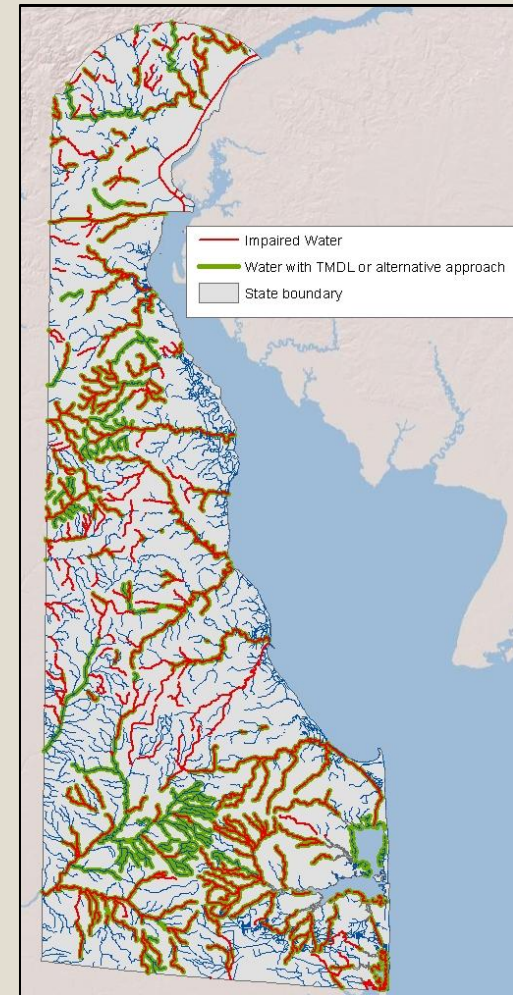 Impaired Water
Water with TMDL or alternative approach
State boundary